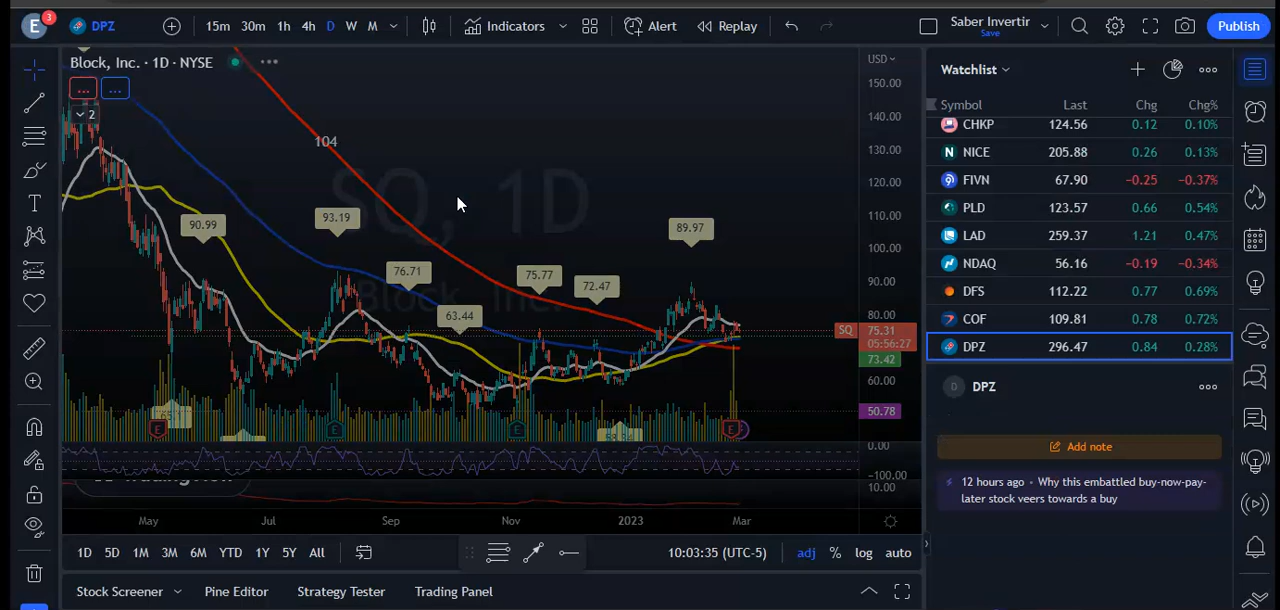 E 3 DPZ 15m 30m 1h 4h D W M Indicators Alert Replay Saber Invertir Save Publish
Block, Inc. · 1D · NYSE
... ...
2
SQ, 1D
Block, Inc.
104
90.99
93.19
76.71
63.44
75.77
72.47
89.97
E E E E
USD
150.00
140.00
130.00
120.00
110.00
100.00
90.00
80.00
SQ 75.31
05:56:27
73.42
60.00
50.78
0.00
−100.00
10.00
May Jul Sep Nov 2023 Mar
1D 5D 1M 3M 6M YTD 1Y 5Y All 10:03:35 (UTC-5) adj % log auto
Stock Screener Pine Editor Strategy Tester Trading Panel
Watchlist
Symbol Last Chg Chg%
CHKP 124.56 0.12 0.10%
NICE 205.88 0.26 0.13%
FIVN 67.90 −0.25 −0.37%
PLD 123.57 0.66 0.54%
LAD 259.37 1.21 0.47%
NDAQ 56.16 −0.19 −0.34%
DFS 112.22 0.77 0.69%
COF 109.81 0.78 0.72%
DPZ 296.47 0.84 0.28%
D DPZ
Add note
12 hours ago • Why this embattled buy-now-pay-
later stock veers towards a buy